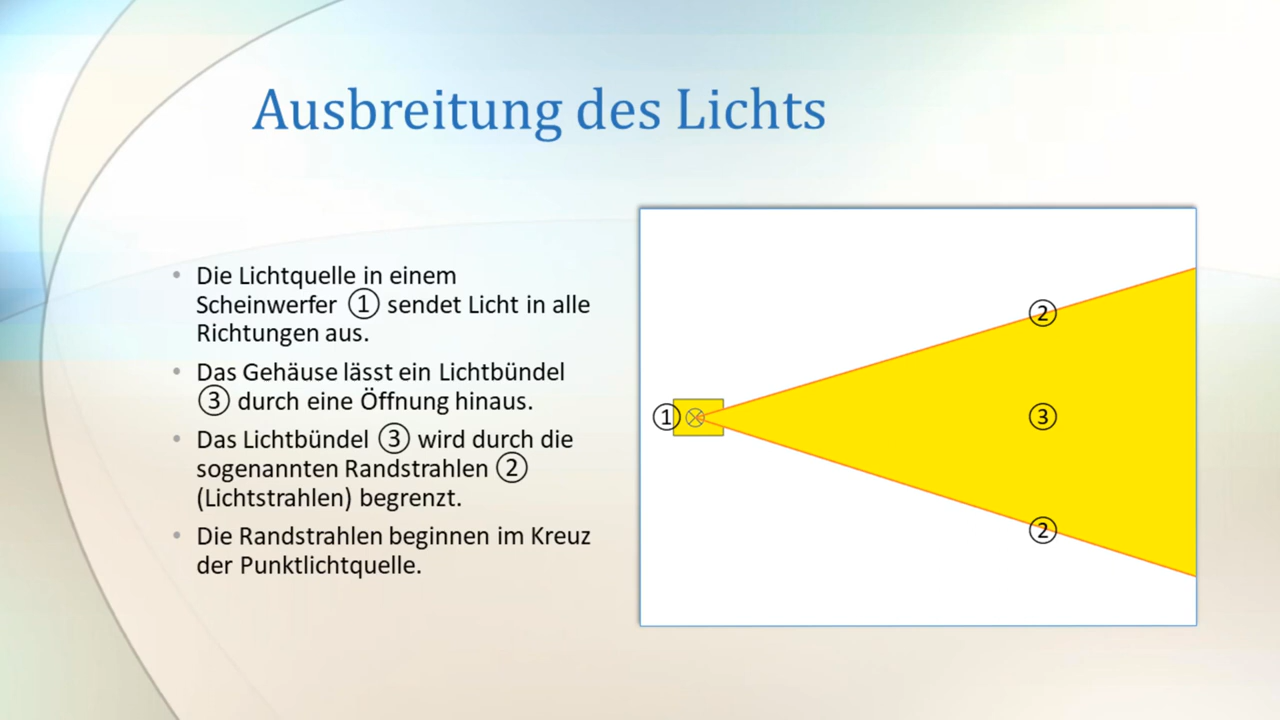 Ausbreitung des Lichts
• Die Lichtquelle in einem
Scheinwerfer ① sendet Licht in alle
Richtungen aus.
• Das Gehäuse lässt ein Lichtbündel
③ durch eine Öffnung hinaus.
• Das Lichtbündel ③ wird durch die
sogenannten Randstrahlen ②
(Lichtstrahlen) begrenzt.
• Die Randstrahlen beginnen im Kreuz
der Punktlichtquelle.
②
①
③
②